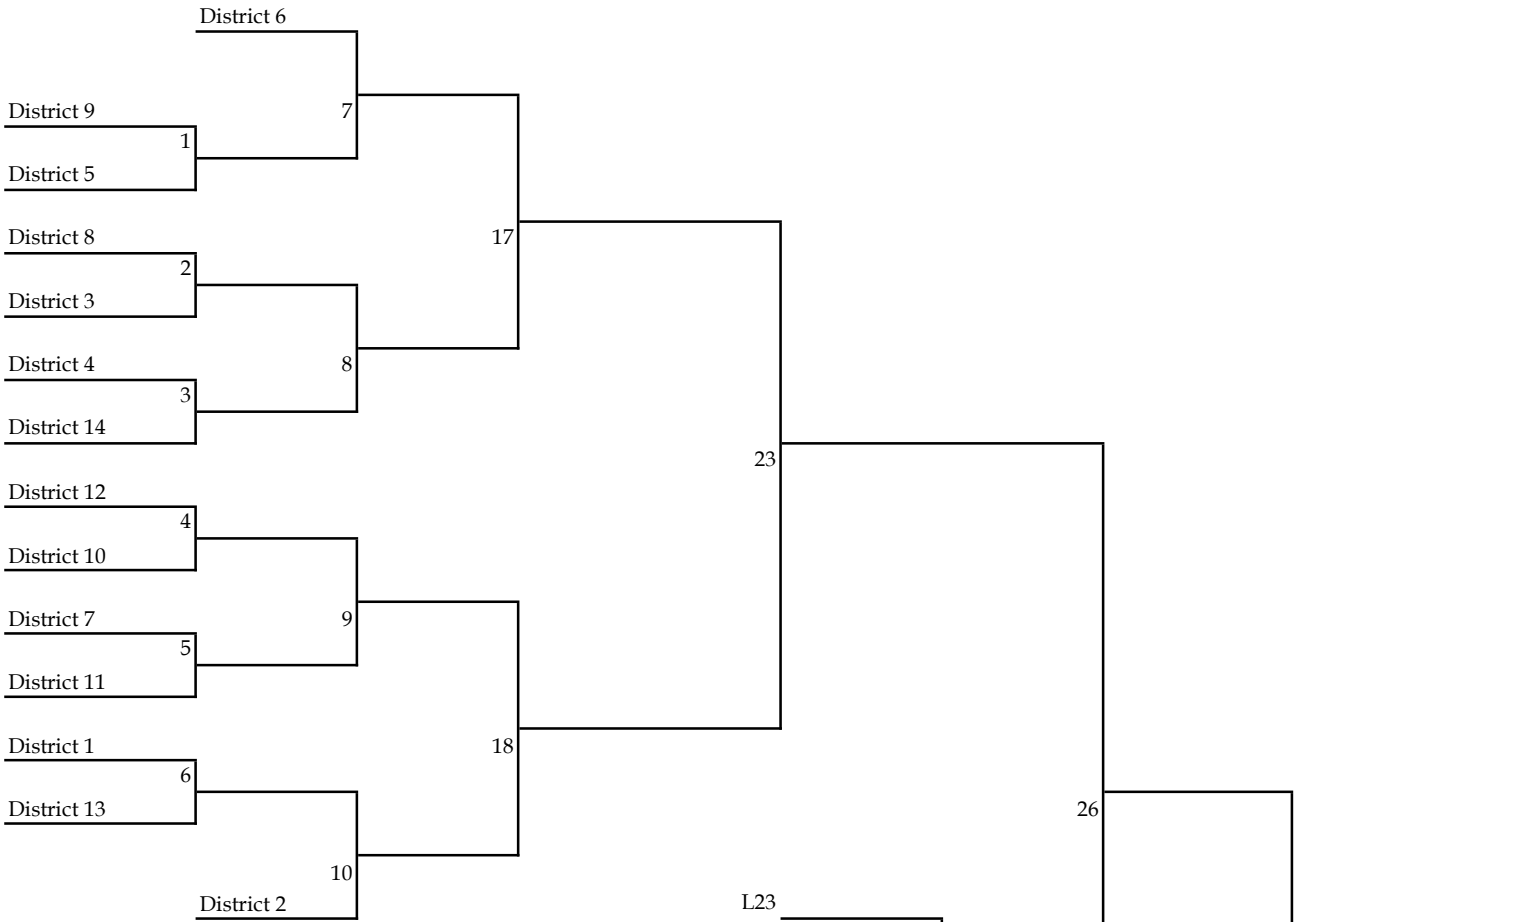 District 6
District 9
7
1
District 5
District 8
17
2
District 3
District 4
8
3
District 14
23
District 12
4
District 10
District 7
9
5
District 11
District 1
18
6
District 13
26
10
District 2
L23